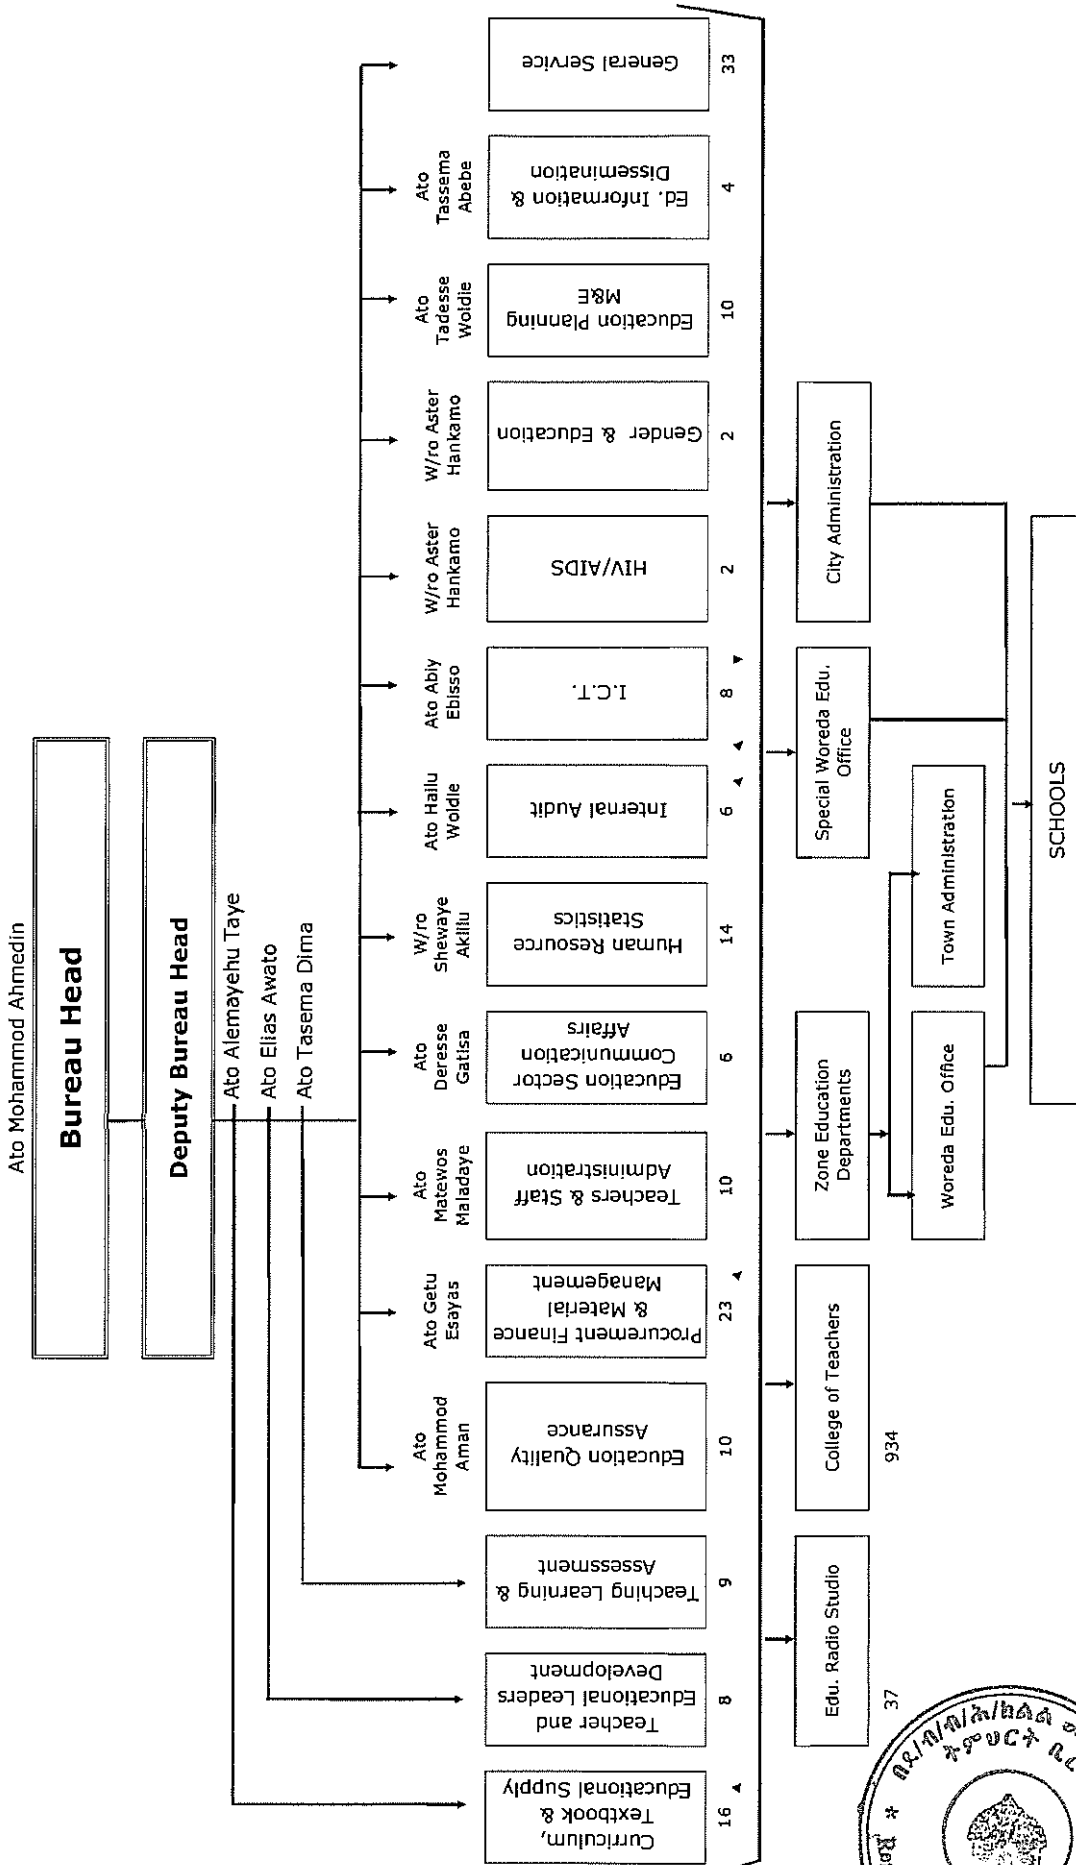 Ato Mohammod Ahmedin
Bureau Head
Deputy Bureau Head
Ato Alemayehu Taye
Ato Elias Awato
Ato Tasema Dima
Ato
Mohammod
Aman
Ato Getu
Esayas
Ato
Matewos
Maladaye
Ato
Deresse
Gatisa
W/ro
Shewaye
Aklilu
Ato Hailu
Woldie
Ato Abiy
Ebisso
W/ro Aster
Hankamo
W/ro Aster
Hankamo
Ato
Tadesse
Woldie
Ato
Tassema
Abebe
Curriculum,
Textbook &
Educational Supply
Teacher and
Educational Leaders
Development
Teaching Learning &
Assessment
Education Quality
Assurance
Procurement Finance
& Material
Management
Teachers & Staff
Administration
Education Sector
Communication
Affairs
Human Resource
Statistics
Internal Audit
I.C.T.
HIV/AIDS
Gender & Education
Education Planning
M&E
Ed. Information &
Dissemination
General Service
16
8
9
10
23
10
6
14
6
8
2
2
10
4
33
Edu. Radio Studio
College of Teachers
Zone Education
Departments
Special Woreda Edu.
Office
City Administration
37
934
Woredа Edu. Office
Town Administration
SCHOOLS
ትምህርት